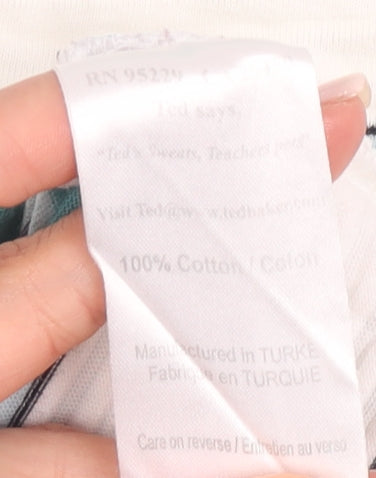 RN 95229
Ted says,
"Ted's Sweats, Teachers pets"
Visit Ted@www.tedbaker.com
100% Cotton / Coton
Manufactured in TURKE
Fabriqué en TURQUIE
Care on reverse / Entretien au verso